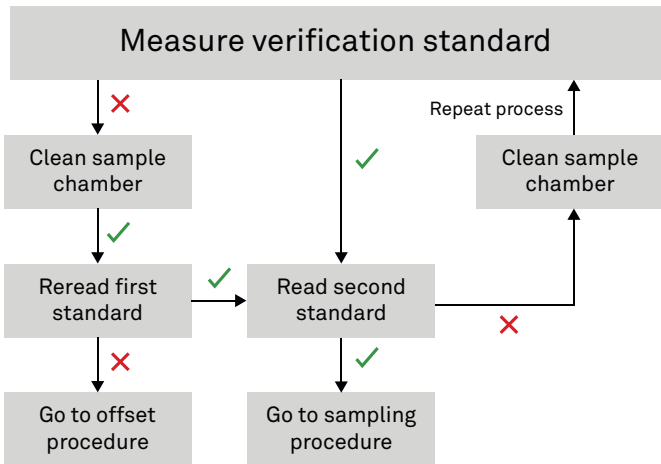 Measure verification standard
Repeat process
Clean sample
chamber
Clean sample
chamber
Reread first
standard
Read second
standard
Go to offset
procedure
Go to sampling
procedure